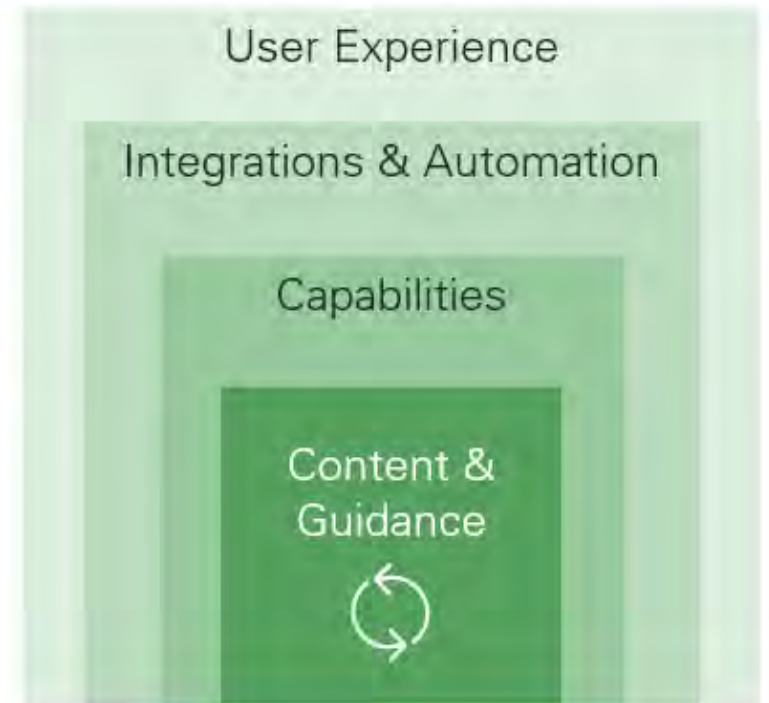 User Experience
Integrations & Automation
Capabilities
Content &
Guidance